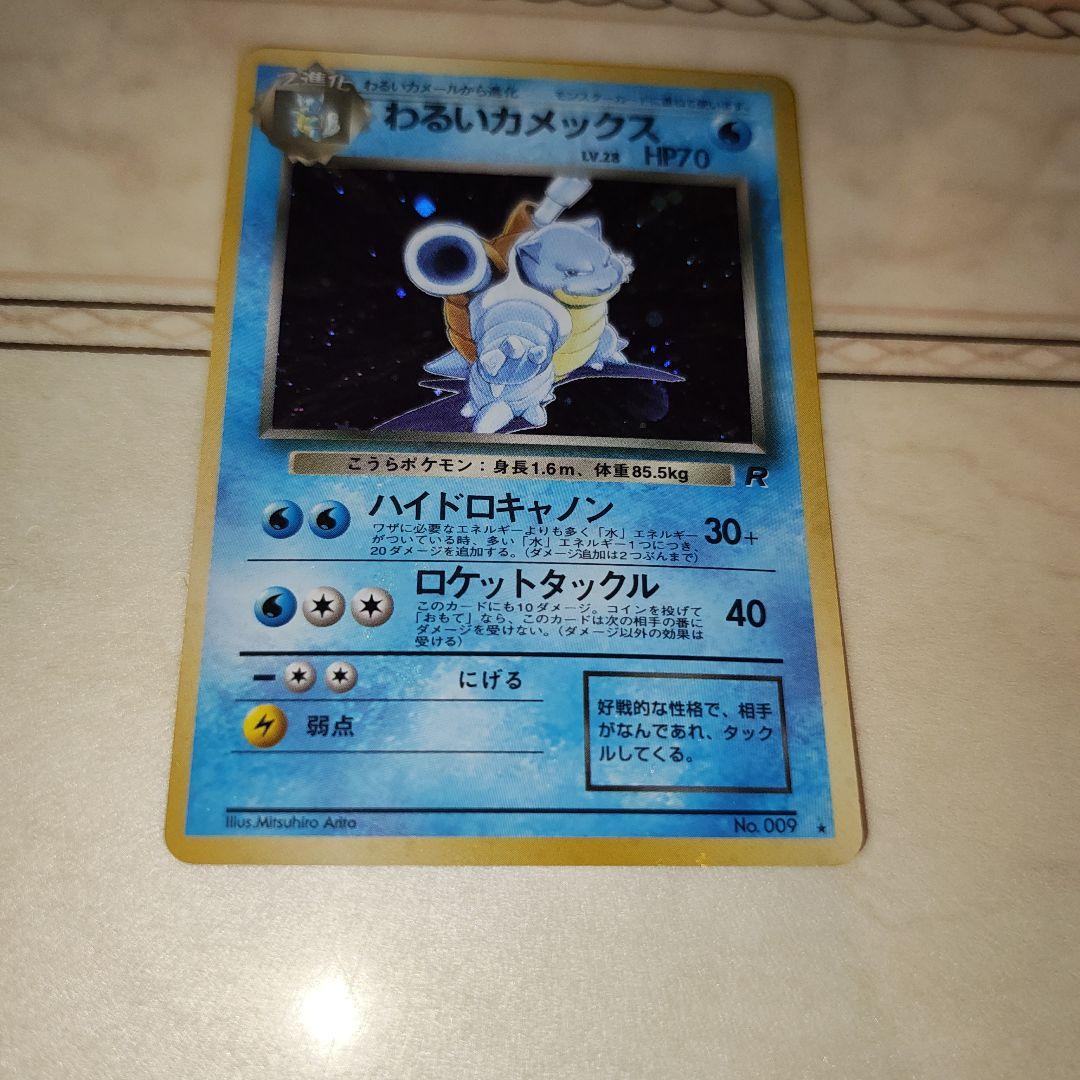 2進化
わるいカメールから進化 モンスターカードに重ねて使います。
わるいカメックス
LV.28 HP70
こうらポケモン：身長1.6m、体重85.5kg
R
ハイドロキャノン
ワザに必要なエネルギーよりも多く「水」エネルギー
がついている時、多い「水」エネルギー1つにつき、
20ダメージを追加する。（ダメージ追加は2つぶんまで）
30+
ロケットタックル
このカードにも10ダメージ。コインを投げて
「おもて」なら、このカードは次の相手の番に
ダメージを受けない。（ダメージ以外の効果は
受ける）
40
にげる
弱点
好戦的な性格で、相手
がなんであれ、タック
ルしてくる。
Illus.Mitsuhiro Arita
No. 009 ★